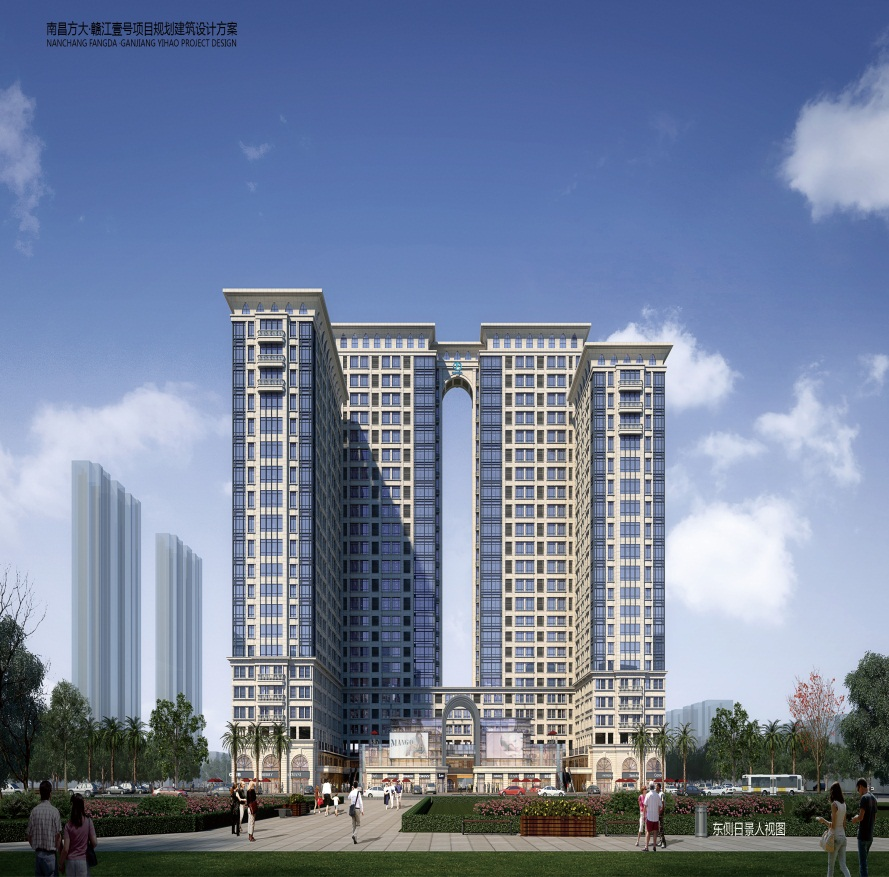 南昌方大·赣江壹号项目规划建筑设计方案
NANCHANG FANGDA ·GANJIANG YIHAO PROJECT DESIGN
MANGO
东侧日景人视图